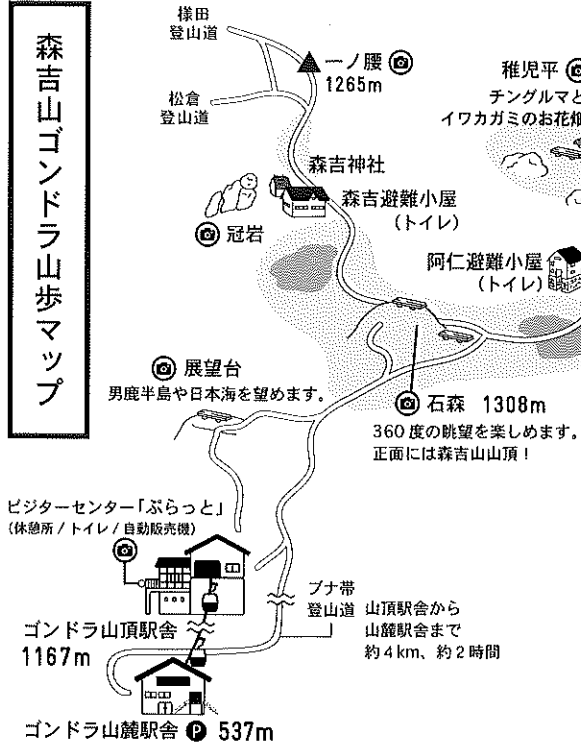 森吉山ゴンドラ山歩マップ
様田
登山道
一ノ腰
1265m
松倉
登山道
稚児平
チングルマと
イワカガミのお花畑
森吉神社
森吉避難小屋
(トイレ)
冠岩
阿仁避難小屋
(トイレ)
展望台
男鹿半島や日本海を望めます。
石森 1308m
360度の眺望を楽しめます。
正面には森吉山山頂!
ビジターセンター「ぷらっと」
(休憩所/トイレ/自動販売機)
ゴンドラ山頂駅舎
1167m
ブナ帯
登山道
山頂駅舎から
山麓駅舎まで
約4km、約2時間
ゴンドラ山麓駅舎 P 537m